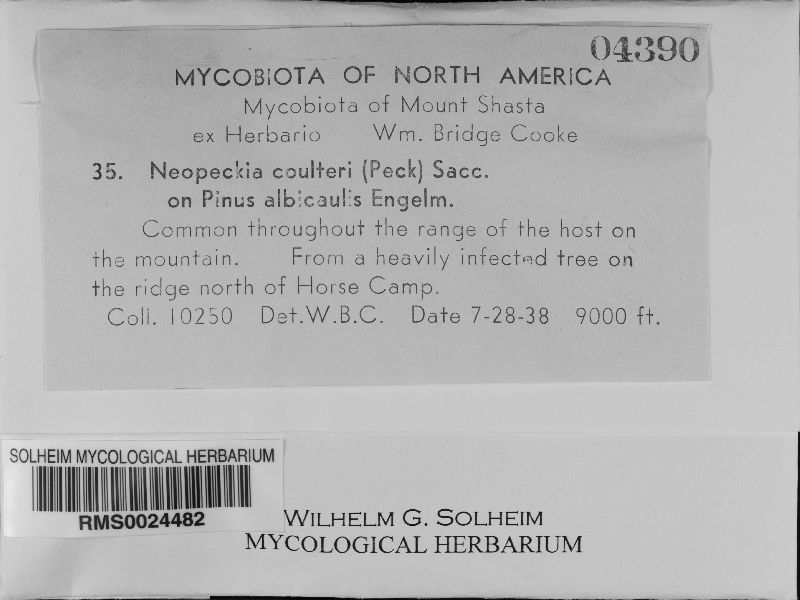 04390
MYCOBIOTA OF NORTH AMERICA
Mycobiota of Mount Shasta
ex Herbario Wm. Bridge Cooke
35. Neopeckia coulteri (Peck) Sacc.
on Pinus albicaulis Engelm.
Common throughout the range of the host on
the mountain. From a heavily infected tree on
the ridge north of Horse Camp.
Coll. 10250 Det.W.B.C. Date 7-28-38 9000 ft.
SOLHEIM MYCOLOGICAL HERBARIUM
RMS0024482
WILHELM G. SOLHEIM
MYCOLOGICAL HERBARIUM